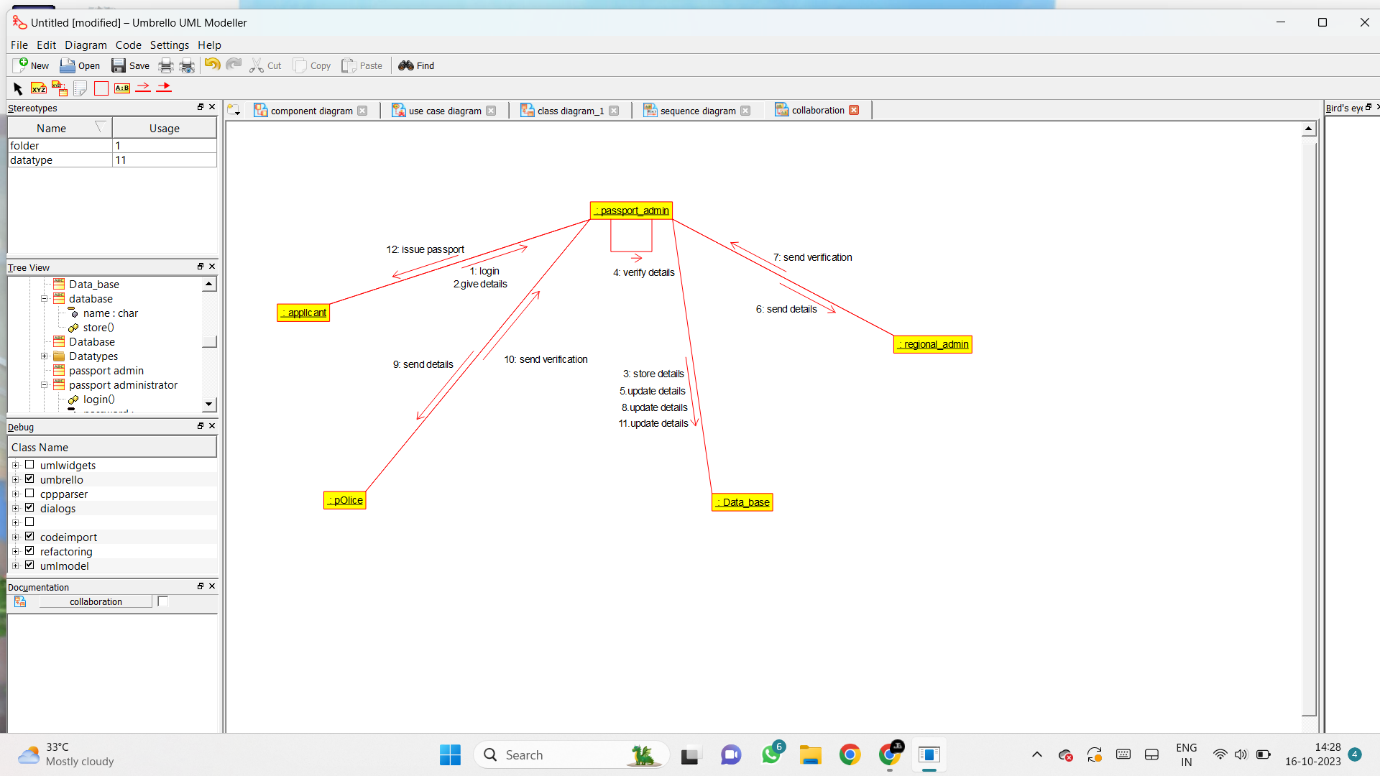 Untitled [modified] – Umbrello UML Modeller
File Edit Diagram Code Settings Help
New Open Save Cut Copy Paste Find
XYZ A:B
Stereotypes
component diagram use case diagram class diagram_1 sequence diagram collaboration
Bird's eye
Name Usage
folder 1
datatype 11
Tree View
Data_base
database
name : char
store()
Database
Datatypes
passport admin
passport administrator
login()
Debug
Class Name
umlwidgets
umbrello
cppparser
dialogs
codeimport
refactoring
umlmodel
Documentation
collaboration
: passport_admin
12: issue passport
1: login
2.give details
4: verify details
7: send verification
6: send details
: applicant
: regional_admin
9: send details
10: send verification
3: store details
5.update details
8.update details
11.update details
: pOlice
: Data_base
33°C
Mostly cloudy
Search
6
ENG
IN
14:28
16-10-2023
4